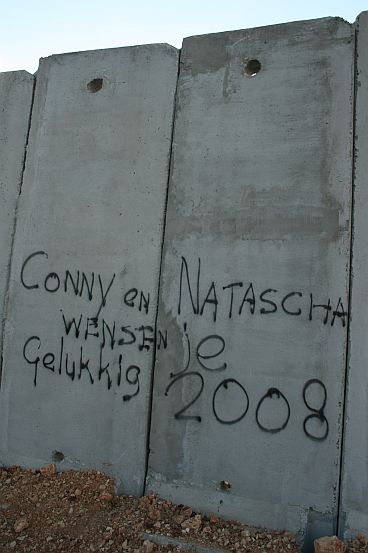 Conny en Natascha
wensen je
Gelukkig 2008